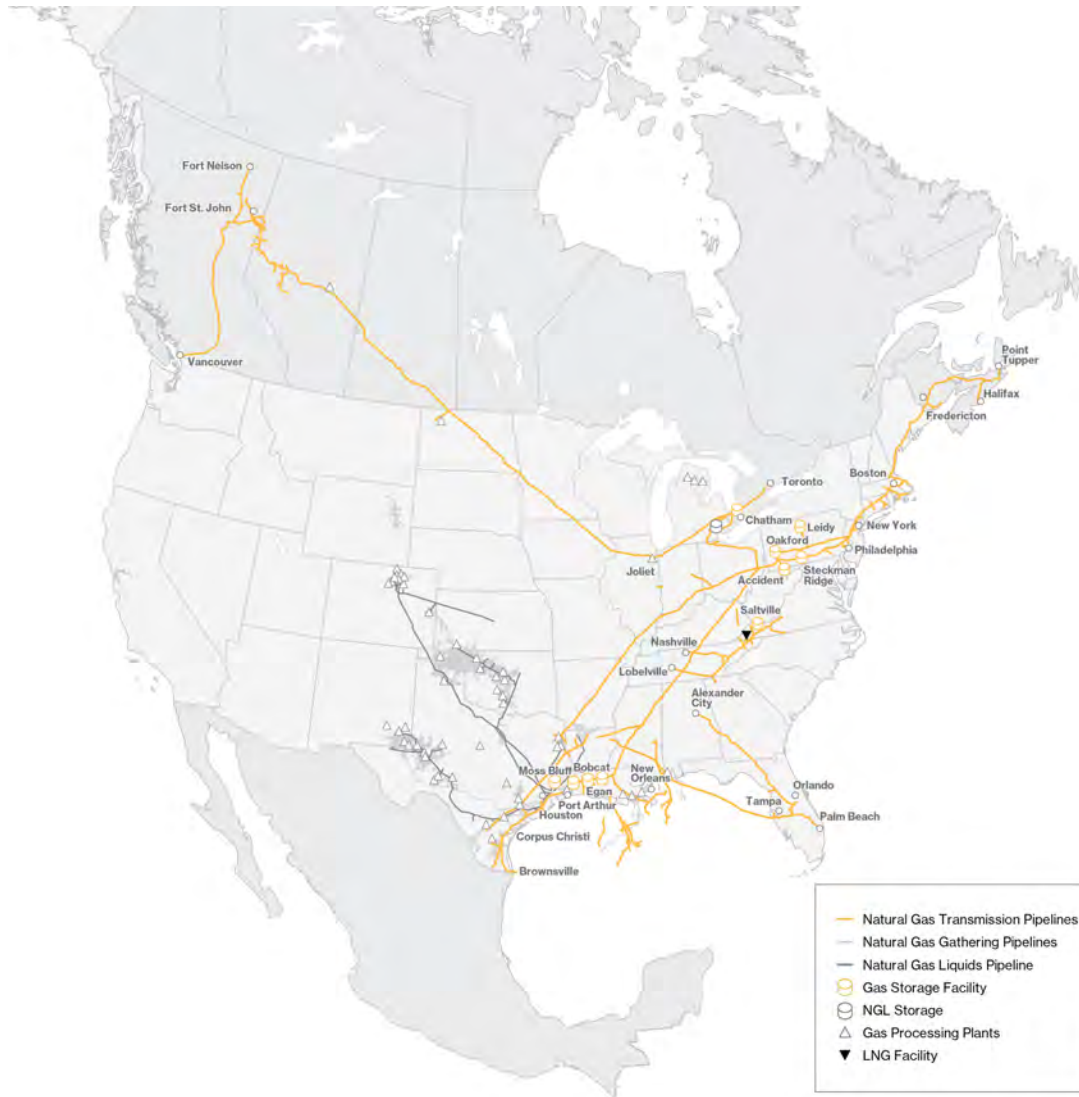 Fort Nelson
Fort St. John
Vancouver
Point
Tupper
Halifax
Fredericton
Boston
Toronto
Chatham
Leidy
New York
Oakford
Philadelphia
Joliet
Accident
Steckman
Ridge
Saltville
Nashville
Lobelville
Alexander
City
Moss Bluff
Bobcat
New
Orleans
Orlando
Egan
Tampa
Port Arthur
Houston
Palm Beach
Corpus Christi
Brownsville
Natural Gas Transmission Pipelines
Natural Gas Gathering Pipelines
Natural Gas Liquids Pipeline
Gas Storage Facility
NGL Storage
Gas Processing Plants
LNG Facility